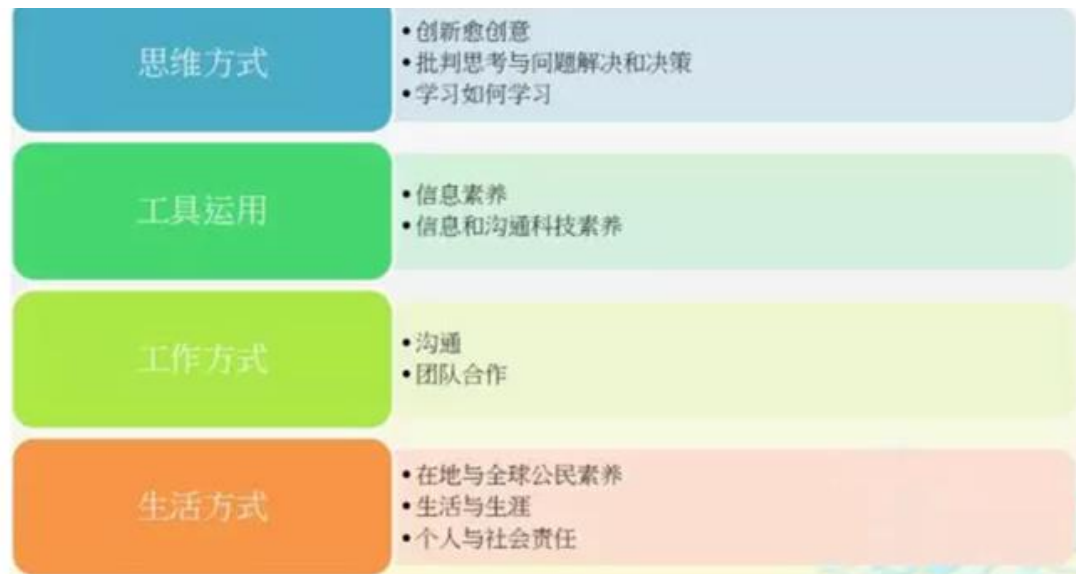 思维方式
•创新愈创意
•批判思考与问题解决和决策
•学习如何学习
工具运用
•信息素养
•信息和沟通科技素养
工作方式
•沟通
•团队合作
生活方式
•在地与全球公民素养
•生活与生涯
•个人与社会责任